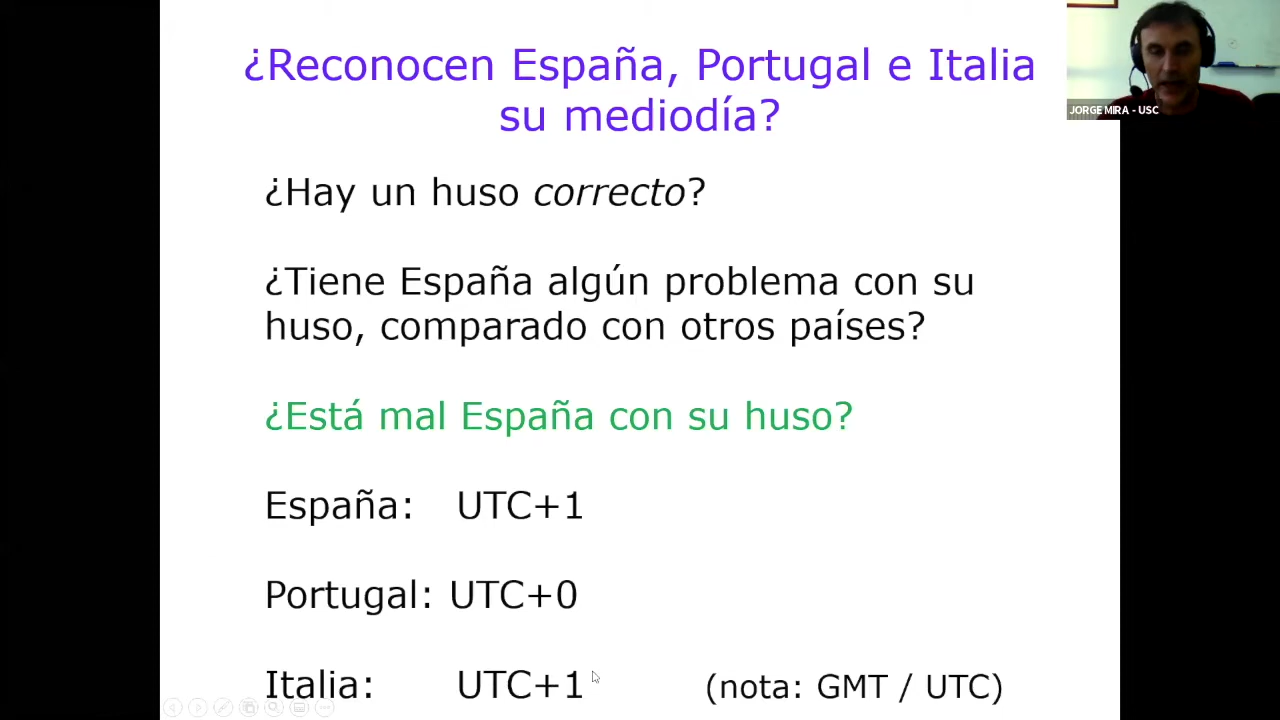 ¿Reconocen España, Portugal e Italia
su mediodía?
JORGE MIRA - USC
¿Hay un huso correcto?
¿Tiene España algún problema con su
huso, comparado con otros países?
¿Está mal España con su huso?
España: UTC+1
Portugal: UTC+0
Italia: UTC+1 (nota: GMT / UTC)